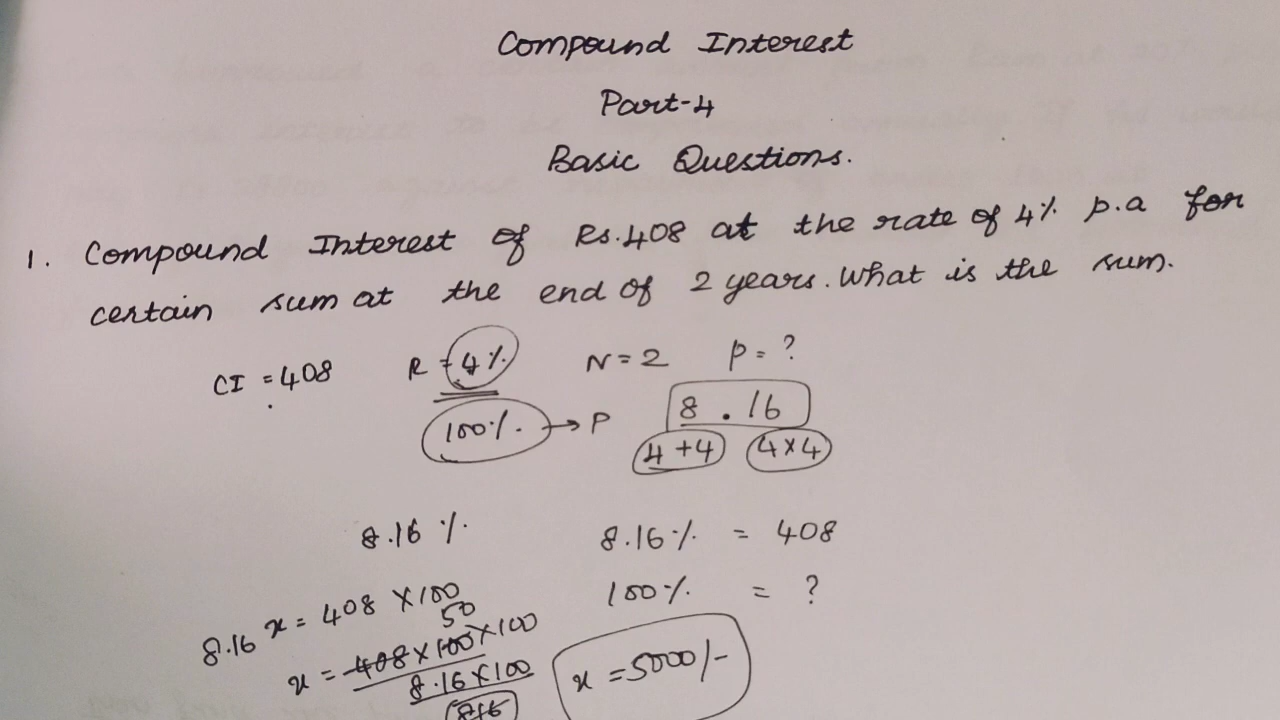 Compound Interest
Part-4
Basic Questions.
1. Compound Interest of Rs.408 at the rate of 4% p.a for
certain sum at the end of 2 years. What is the sum.
CI = 408 R = 4% N = 2 P = ?
100% → P 8.16
4+4 4×4
8.16 % 8.16% = 408
100% = ?
8.16 x = 408 × 100
50
x = 408 × 100 × 100
8.16 × 100
816
x = 5000/-